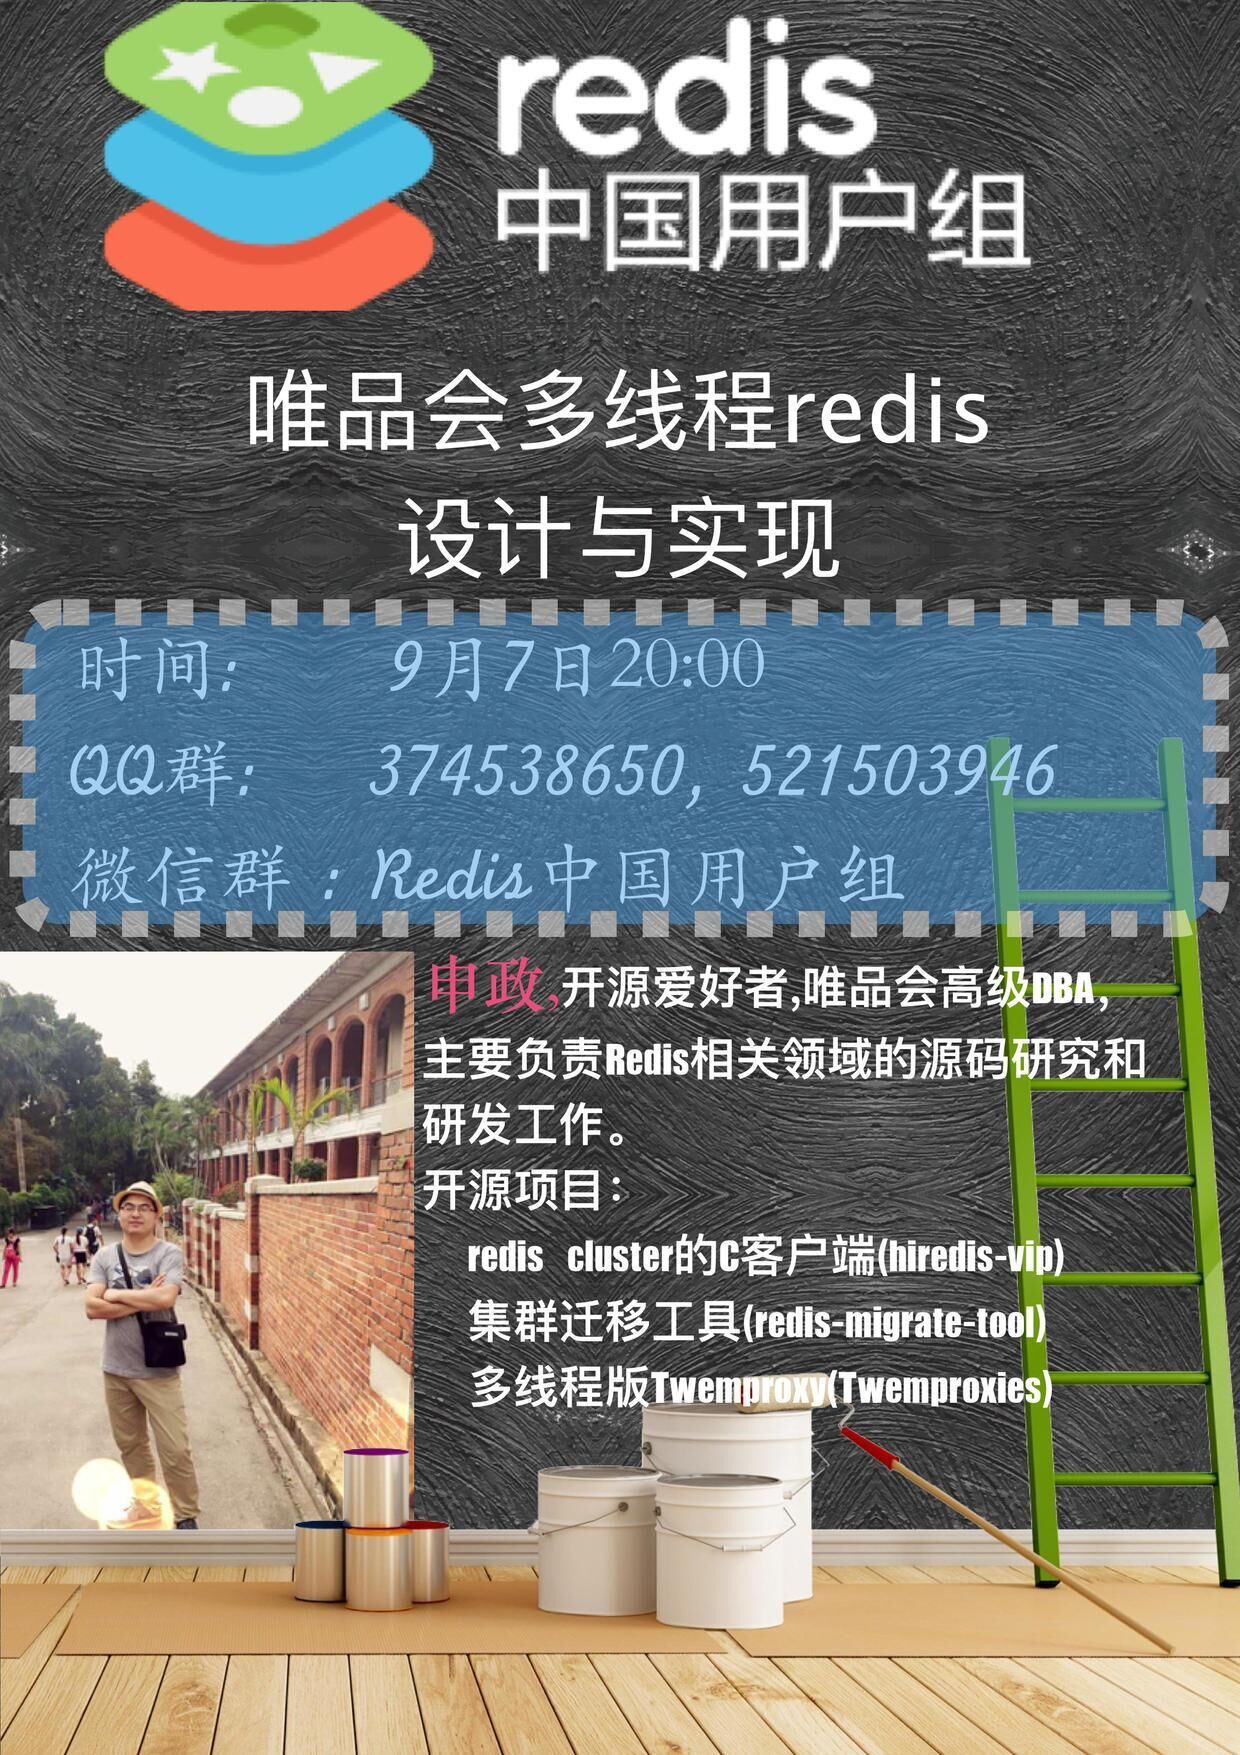 redis
中国用户组
唯品会多线程redis
设计与实现
时间: 9月7日20:00
QQ群: 374538650, 521503946
微信群:Redis中国用户组
申政,开源爱好者,唯品会高级DBA,
主要负责Redis相关领域的源码研究和
研发工作。
开源项目:
redis cluster的C客户端(hiredis-vip)
集群迁移工具(redis-migrate-tool)
多线程版Twemproxy(Twemproxies)